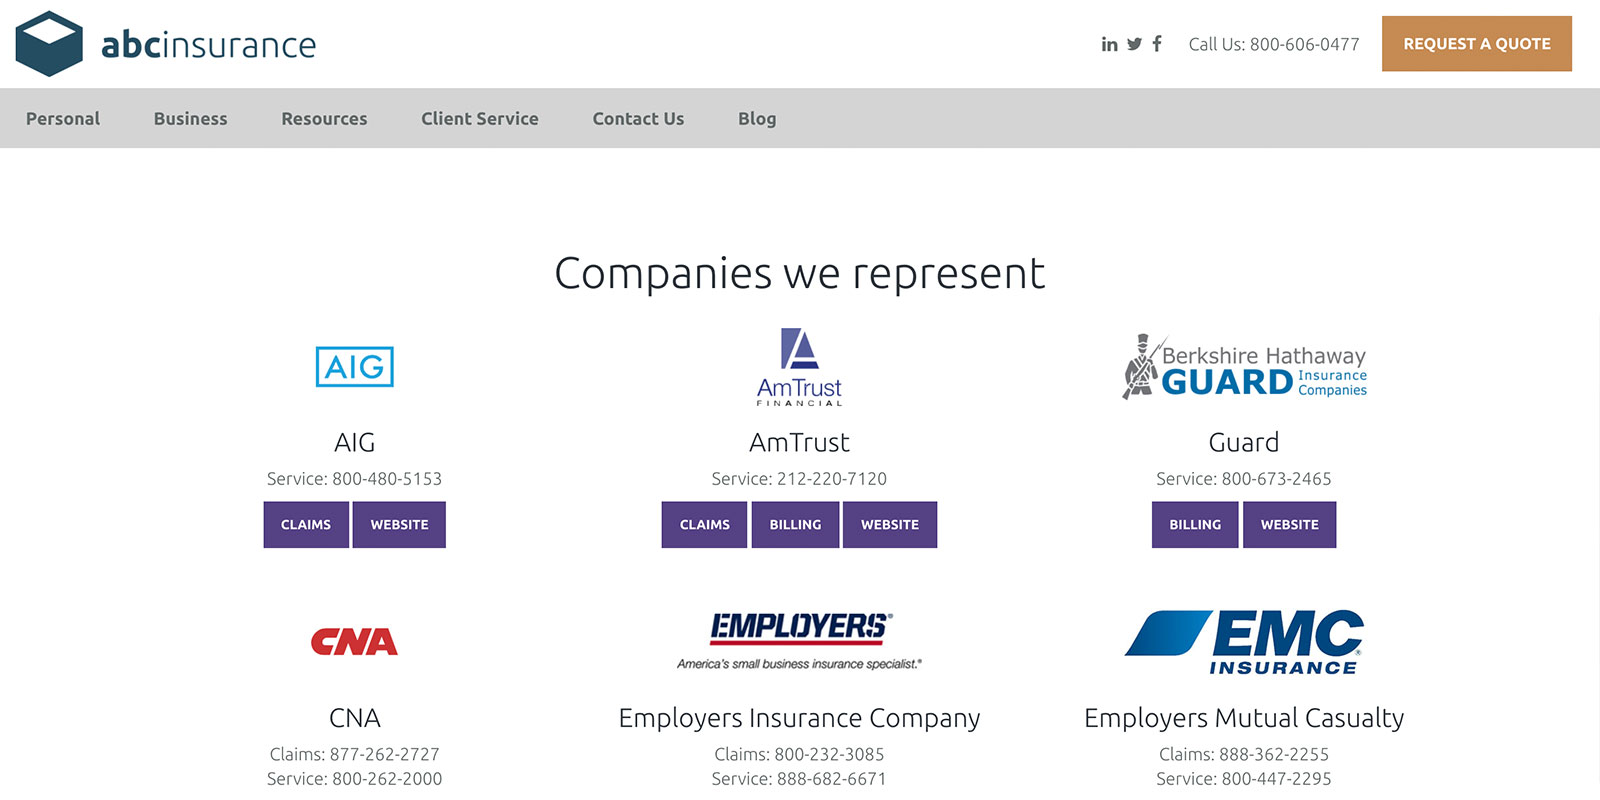 abcinsurance
Call Us: 800-606-0477
REQUEST A QUOTE
Personal Business Resources Client Service Contact Us Blog
Companies we represent
AIG
AmTrust
FINANCIAL
Berkshire Hathaway
GUARD Insurance
Companies
AIG
Service: 800-480-5153
CLAIMS WEBSITE
AmTrust
Service: 212-220-7120
CLAIMS BILLING WEBSITE
Guard
Service: 800-673-2465
BILLING WEBSITE
CNA
EMPLOYERS®
America's small business insurance specialist.®
EMC®
INSURANCE
CNA
Claims: 877-262-2727
Service: 800-262-2000
Employers Insurance Company
Claims: 800-232-3085
Service: 888-682-6671
Employers Mutual Casualty
Claims: 888-362-2255
Service: 800-447-2295